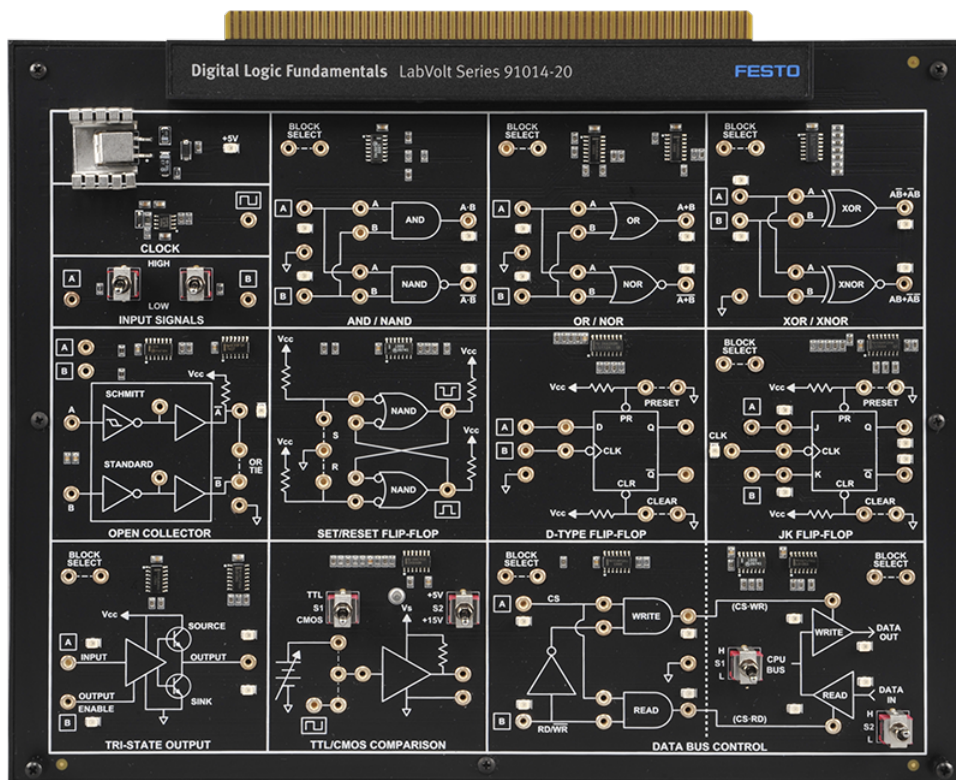 Digital Logic Fundamentals LabVolt Series 91014-20
FESTO
+5V
CLOCK
HIGH
A
B
LOW
INPUT SIGNALS
BLOCK
SELECT
A
A
B
AND
A·B
B
A
B
NAND
A·B
AND / NAND
BLOCK
SELECT
A
A
B
OR
A+B
B
A
B
NOR
A+B
OR / NOR
BLOCK
SELECT
A
B
A
B
XOR
AB+AB
A
B
XNOR
AB+AB
XOR / XNOR
A
B
Vcc
SCHMITT
A
A
STANDARD
B
B
OR
TIE
OPEN COLLECTOR
Vcc
Vcc
NAND
S
R
Vcc
NAND
SET/RESET FLIP-FLOP
Vcc
PRESET
PR
A
D
Q
B
CLK
Q
CLR
Vcc
CLEAR
D-TYPE FLIP-FLOP
BLOCK
SELECT
Vcc
PRESET
PR
A
J
Q
CLK
CLK
K
Q
B
CLR
Vcc
CLEAR
JK FLIP-FLOP
BLOCK
SELECT
Vcc
SOURCE
A
INPUT
OUTPUT
OUTPUT
ENABLE
SINK
B
TRI-STATE OUTPUT
TTL
S1
CMOS
Vs
+5V
S2
+15V
TTL/CMOS COMPARISON
BLOCK
SELECT
BLOCK
SELECT
A
CS
WRITE
(CS-WR)
WRITE
DATA
OUT
H
S1
L
CPU
BUS
READ
DATA
IN
READ
(CS-RD)
B
RD/WR
H
S2
L
DATA BUS CONTROL